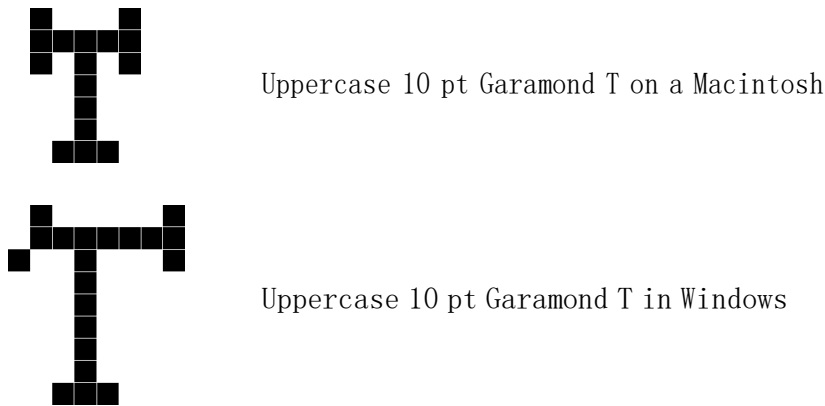 Uppercase 10 pt Garamond T on a Macintosh
Uppercase 10 pt Garamond T in Windows